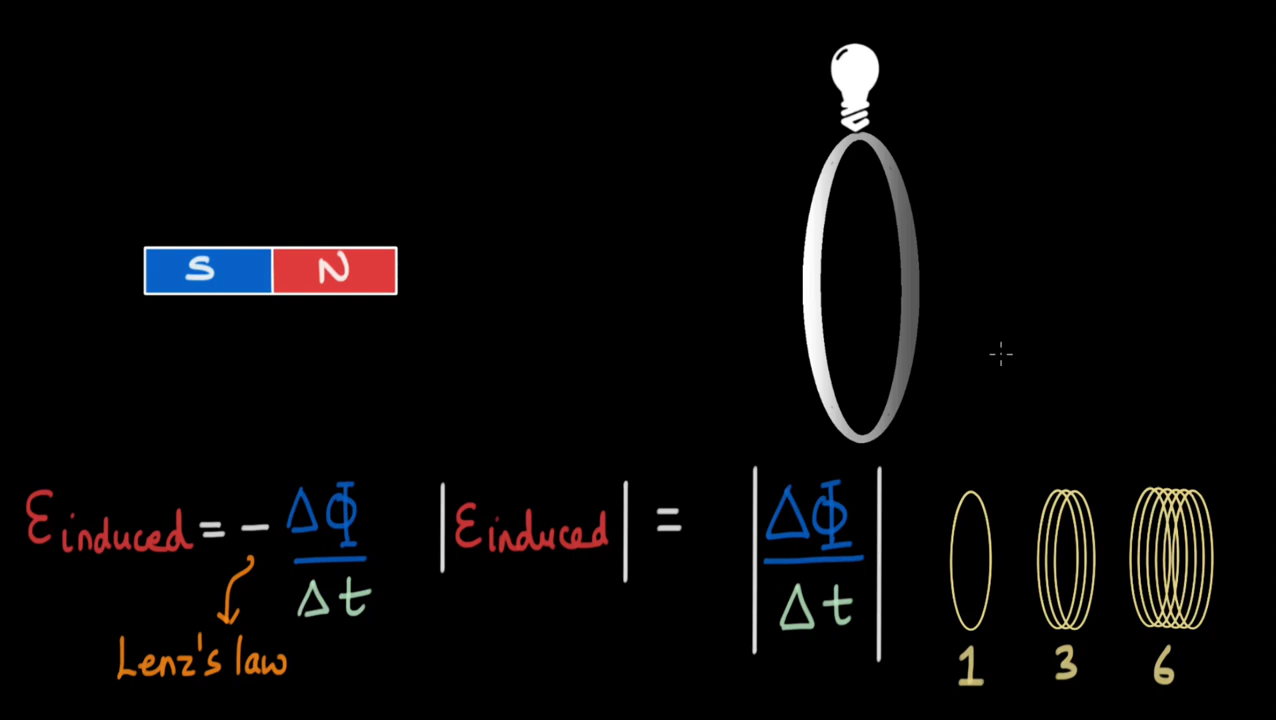 S N
Ɛinduced = - ΔΦ/Δt
|Ɛinduced| = |ΔΦ/Δt|
Lenz's law
1 3 6